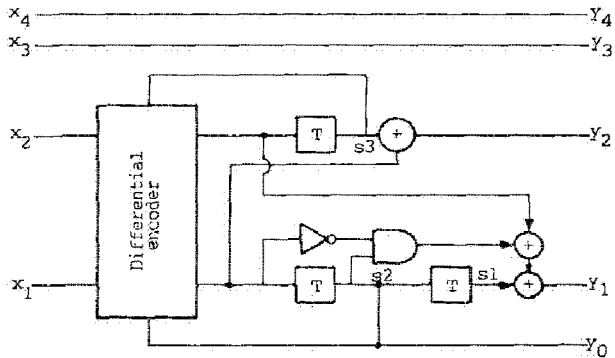 x4 Y4
x3 Y3
x2 Differential encoder T s3 + Y2
+
x1 T s2 T s1 + Y1
Y0